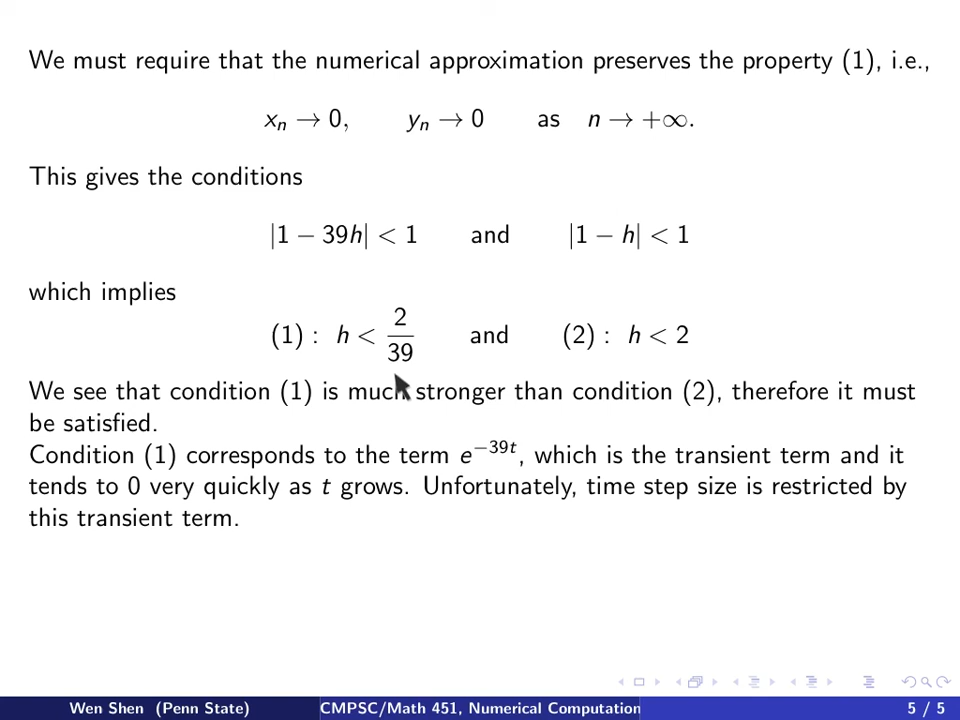 We must require that the numerical approximation preserves the property (1), i.e.,
xₙ → 0,   yₙ → 0   as   n → +∞.
This gives the conditions
|1 − 39h| < 1   and   |1 − h| < 1
which implies
(1) :  h < 2/39   and   (2) :  h < 2
We see that condition (1) is much stronger than condition (2), therefore it must
be satisfied.
Condition (1) corresponds to the term e⁻³⁹ᵗ, which is the transient term and it
tends to 0 very quickly as t grows. Unfortunately, time step size is restricted by
this transient term.
Wen Shen (Penn State)   CMPSC/Math 451, Numerical Computation   5 / 5